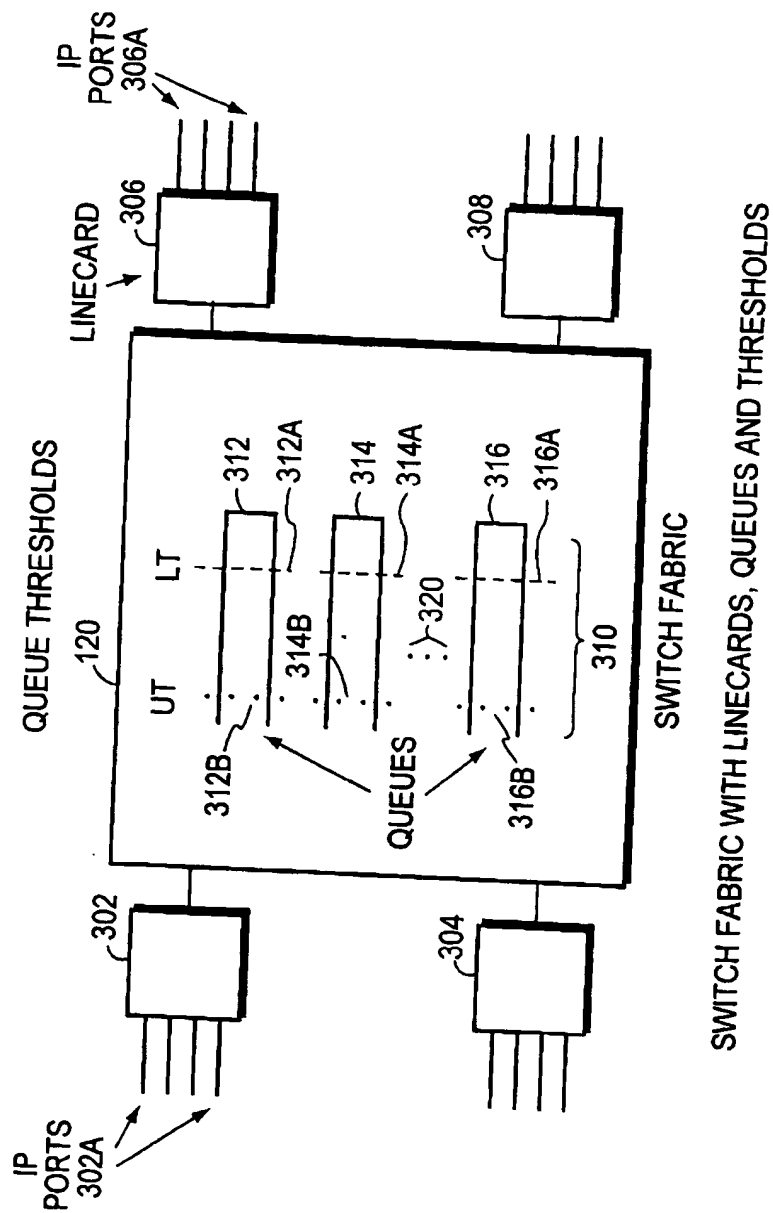 QUEUE THRESHOLDS
120
UT
LT
IP
PORTS
302A
302
304
LINECARD
306
IP
PORTS
306A
308
312
312A
312B
314
314A
314B
320
316
316A
316B
QUEUES
310
SWITCH FABRIC
SWITCH FABRIC WITH LINECARDS, QUEUES AND THRESHOLDS